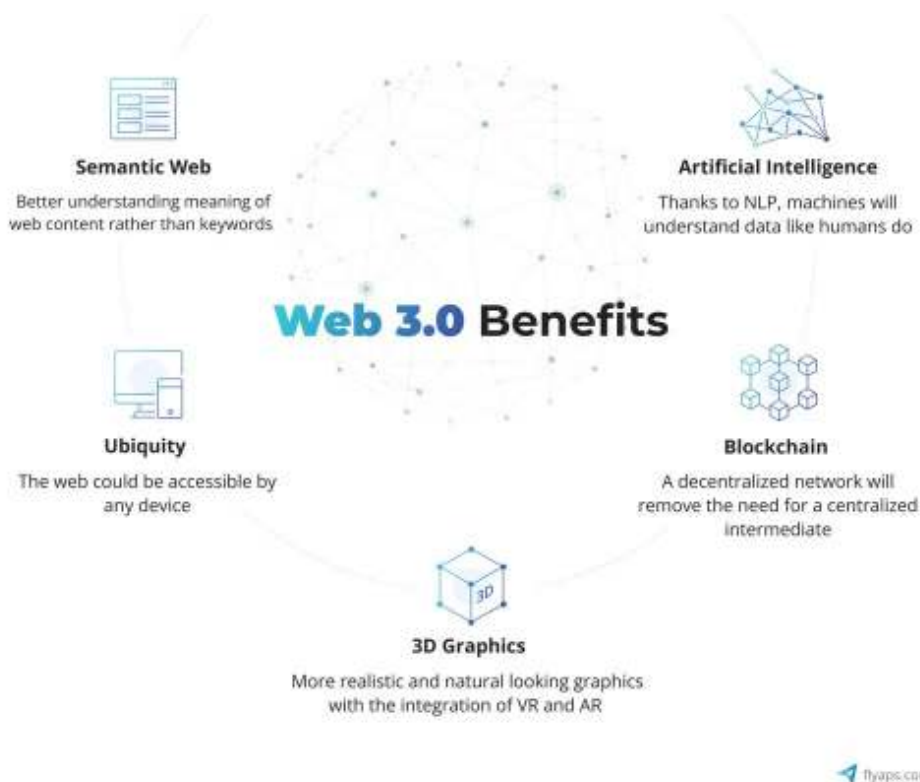 Semantic Web
Better understanding meaning of
web content rather than keywords
Artificial Intelligence
Thanks to NLP, machines will
understand data like humans do
Web 3.0 Benefits
Ubiquity
The web could be accessible by
any device
Blockchain
A decentralized network will
remove the need for a centralized
intermediate
3D
3D Graphics
More realistic and natural looking graphics
with the integration of VR and AR
flyaps.co